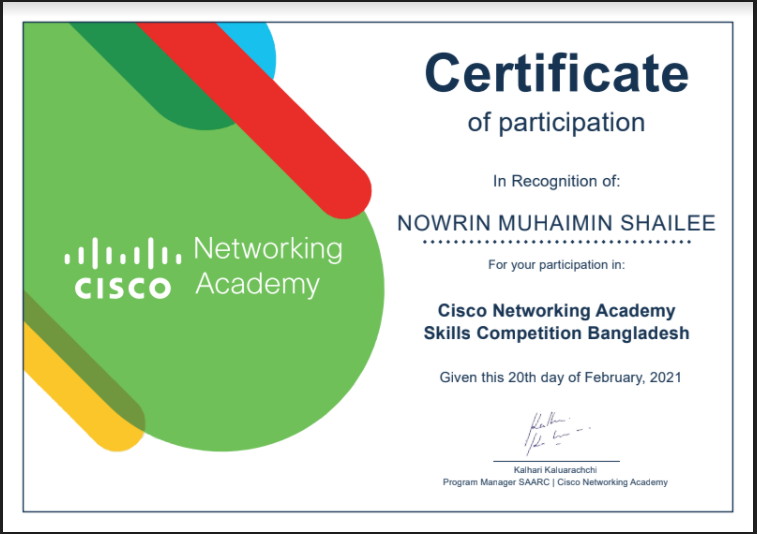 Certificate
of participation
In Recognition of:
NOWRIN MUHAIMIN SHAILEE
For your participation in:
Cisco Networking Academy
Skills Competition Bangladesh
Given this 20th day of February, 2021
Kalhari Kaluarachchi
Program Manager SAARC | Cisco Networking Academy
CISCO
Networking
Academy